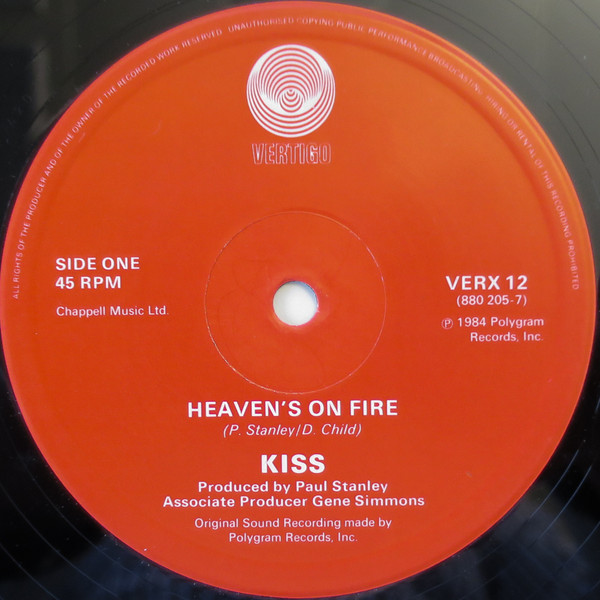 ALL RIGHTS OF THE PRODUCER AND OF THE OWNER OF THE RECORDED WORK RESERVED. UNAUTHORISED COPYING PUBLIC PERFORMANCE BROADCASTING HIRING OR RENTAL OF THIS RECORDING PROHIBITED.
VERTIGO
SIDE ONE
45 RPM
Chappell Music Ltd.
VERX 12
(880 205-7)
℗ 1984 Polygram
Records, Inc.
HEAVEN'S ON FIRE
(P. Stanley/D. Child)
KISS
Produced by Paul Stanley
Associate Producer Gene Simmons
Original Sound Recording made by
Polygram Records, Inc.